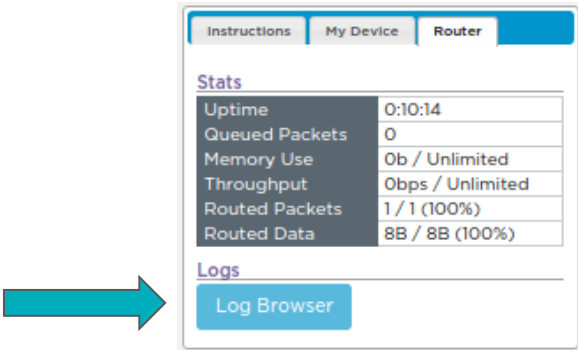 Instructions My Device Router
Stats
Uptime 0:10:14
Queued Packets 0
Memory Use 0b / Unlimited
Throughput 0bps / Unlimited
Routed Packets 1 / 1 (100%)
Routed Data 8B / 8B (100%)
Logs
Log Browser